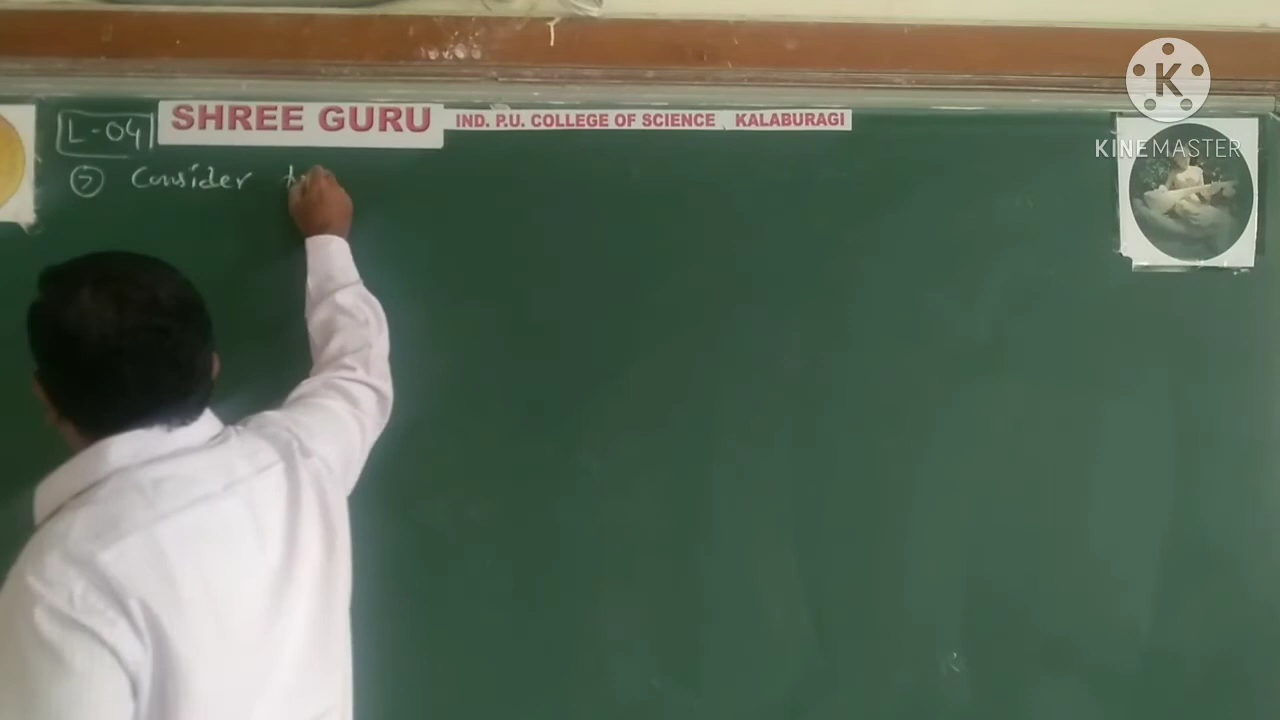 L-04
SHREE GURU IND. P.U. COLLEGE OF SCIENCE, KALABURAGI
K
KINEMASTER
7 Consider